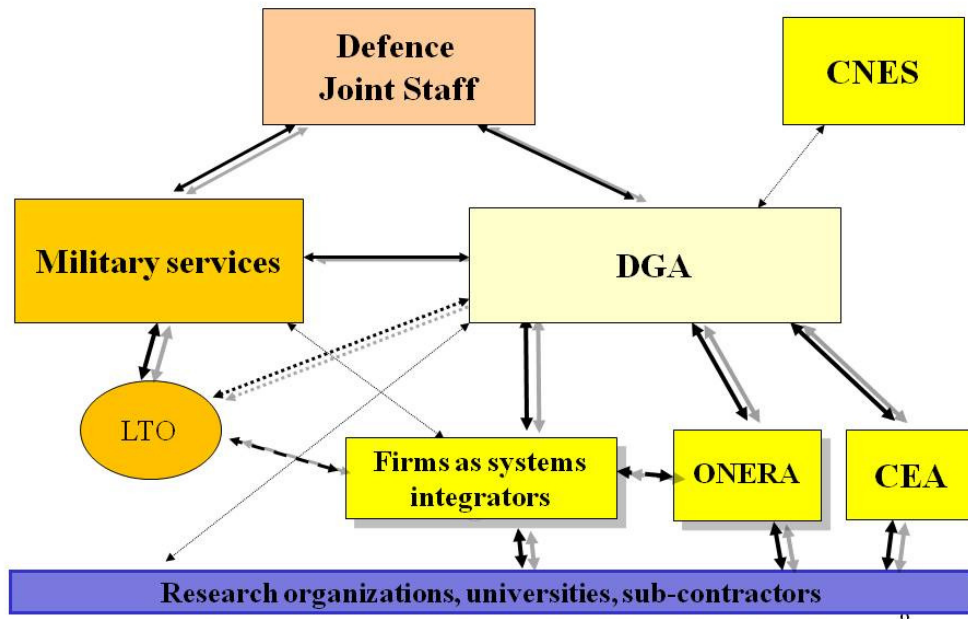 Defence
Joint Staff
CNES
Military services
DGA
LTO
Firms as systems
integrators
ONERA
CEA
Research organizations, universities, sub-contractors